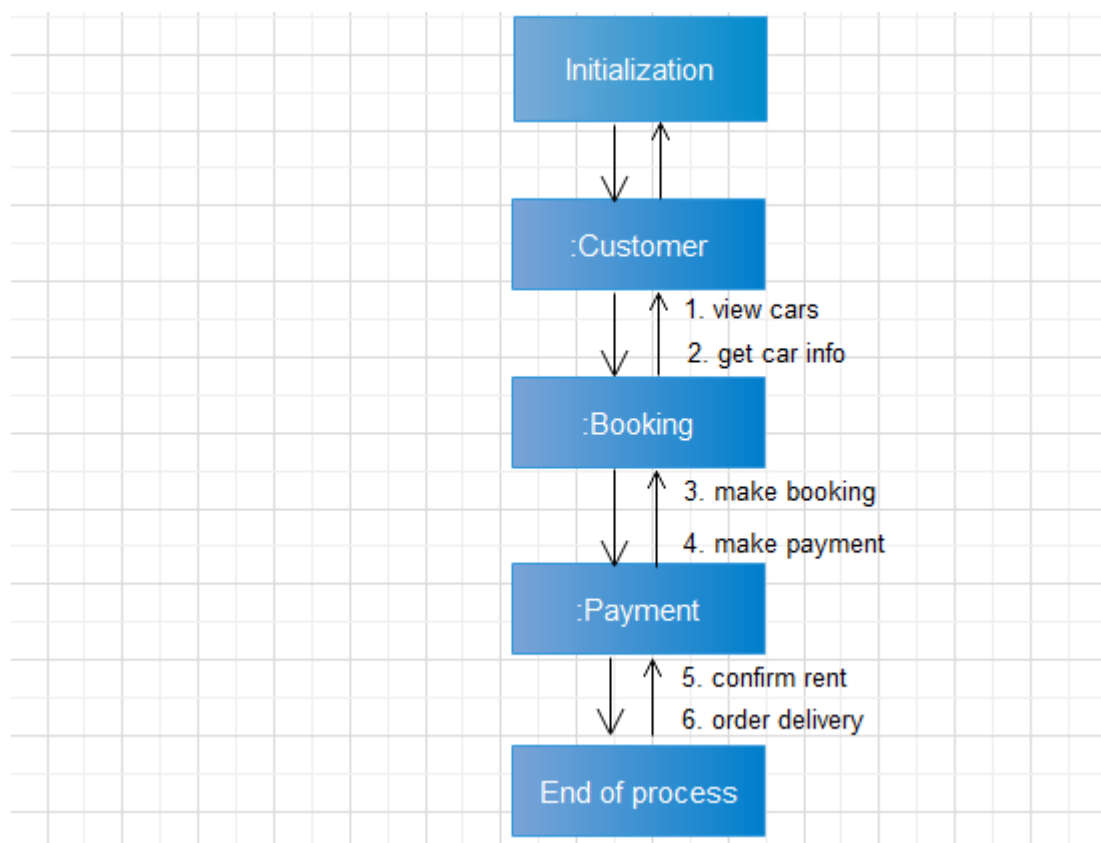 Initialization
:Customer
1. view cars
2. get car info
:Booking
3. make booking
4. make payment
:Payment
5. confirm rent
6. order delivery
End of process